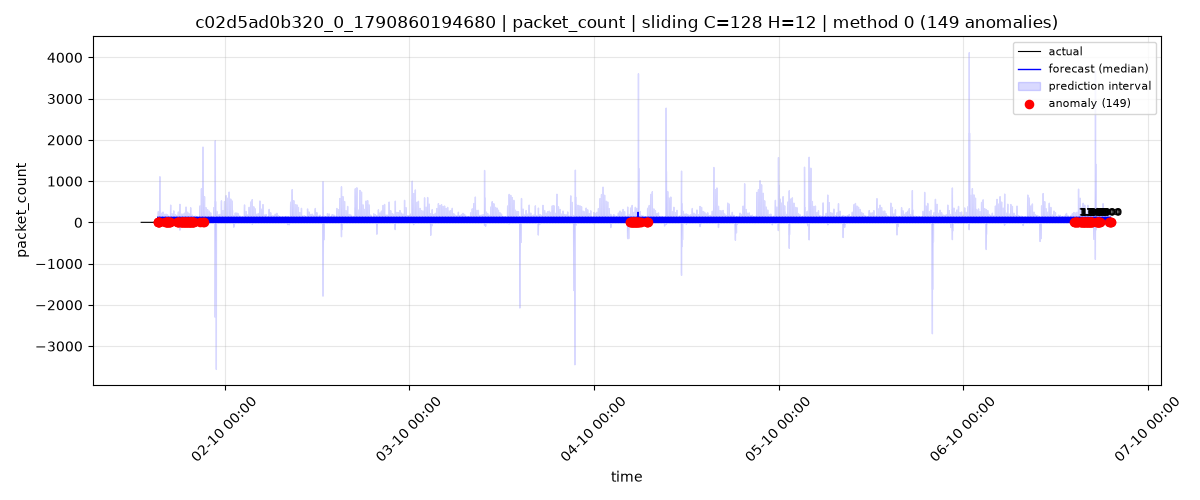 c02d5ad0b320_0_1790860194680 | packet_count | sliding C=128 H=12 | method 0 (149 anomalies)
actual
forecast (median)
prediction interval
anomaly (149)
4000
3000
2000
1000
0
−1000
−2000
−3000
packet_count
02-10 00:00
03-10 00:00
04-10 00:00
05-10 00:00
06-10 00:00
07-10 00:00
time